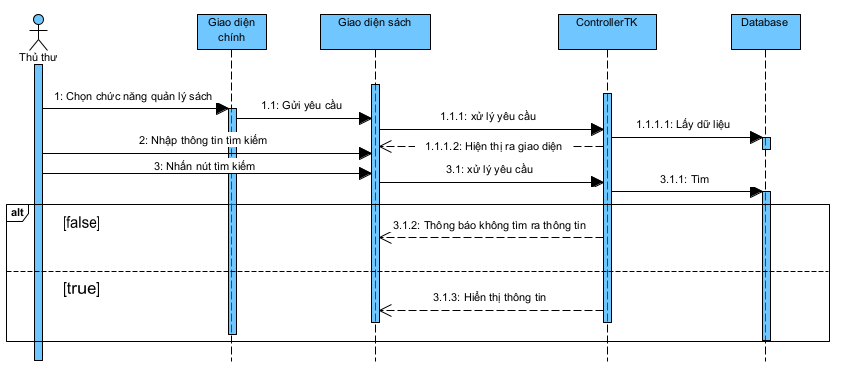 Giao diện
chính
Giao diện sách
ControllerTK
Database
Thủ thư
1: Chọn chức năng quản lý sách
1.1: Gửi yêu cầu
1.1.1: xử lý yêu cầu
1.1.1.1: Lấy dữ liệu
2: Nhập thông tin tìm kiếm
1.1.1.2: Hiện thị ra giao diện
3: Nhấn nút tìm kiếm
3.1: xử lý yêu cầu
3.1.1: Tìm
alt
[false]
3.1.2: Thông báo không tìm ra thông tin
[true]
3.1.3: Hiển thị thông tin